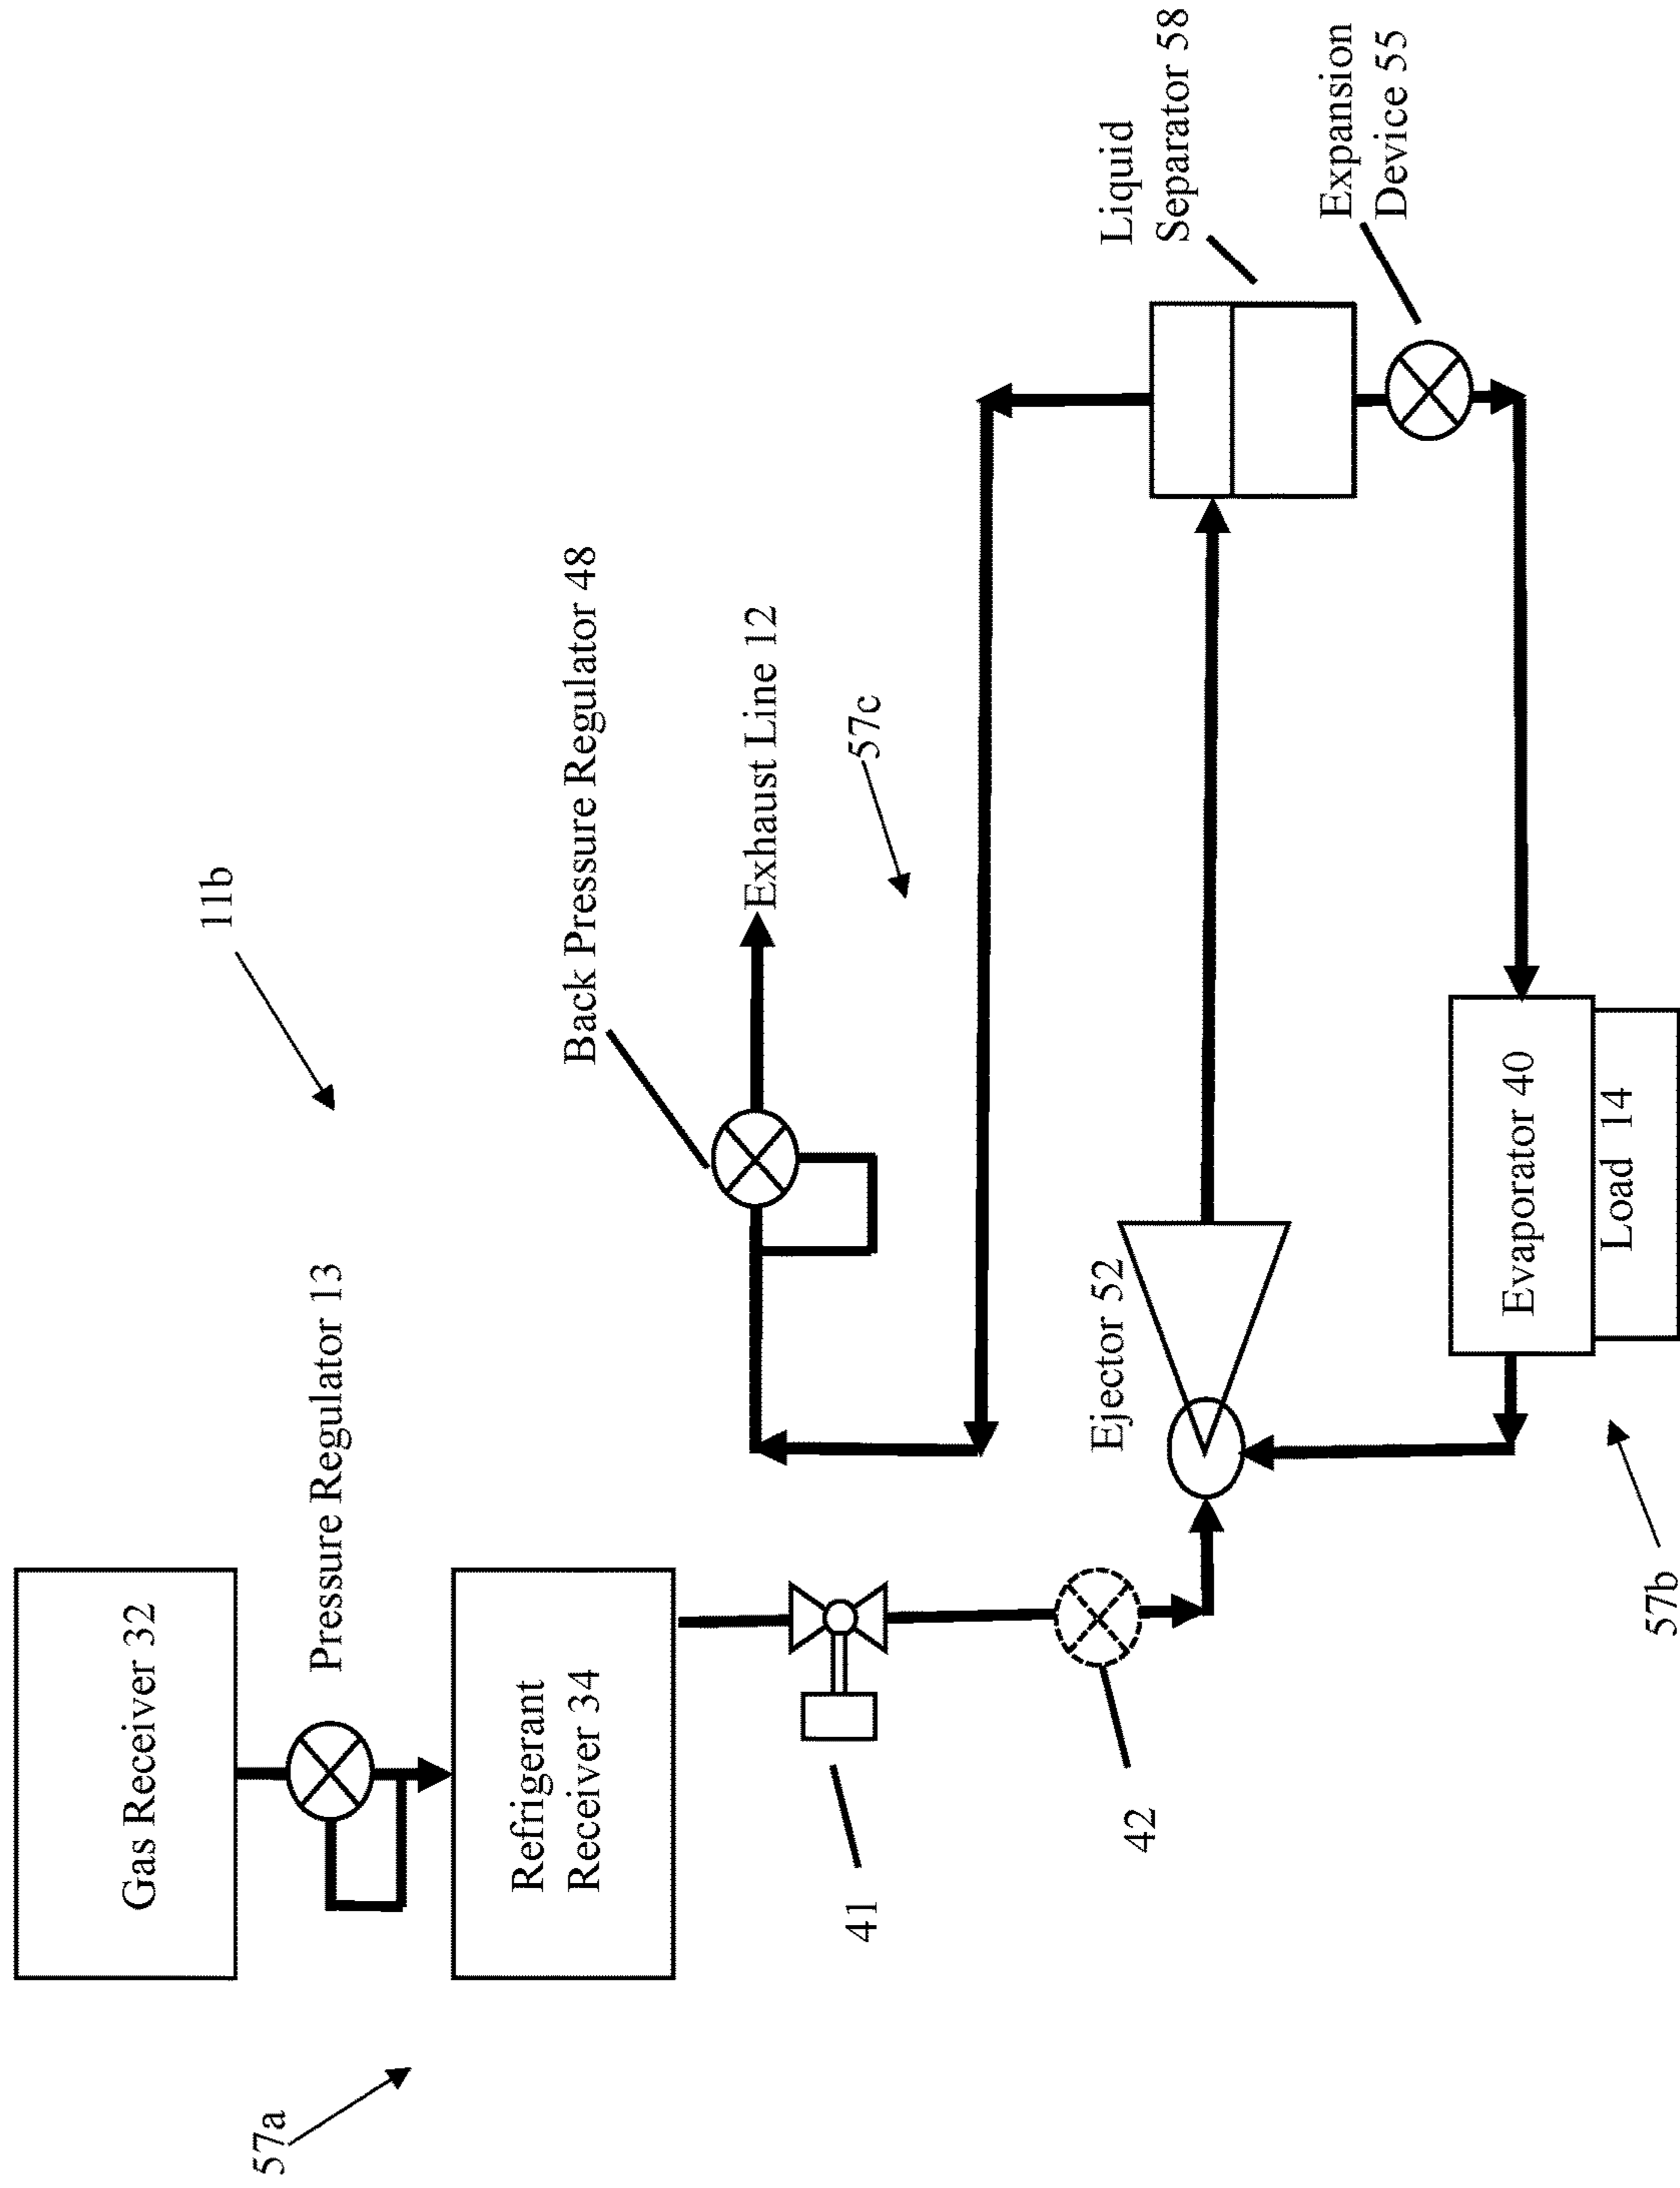 11b
57a
Gas Receiver 32
Pressure Regulator 13
Refrigerant
Receiver 34
41
42
Back Pressure Regulator 48
Exhaust Line 12
57c
Ejector 52
Liquid
Separator 58
Expansion
Device 55
Evaporator 40
Load 14
57b